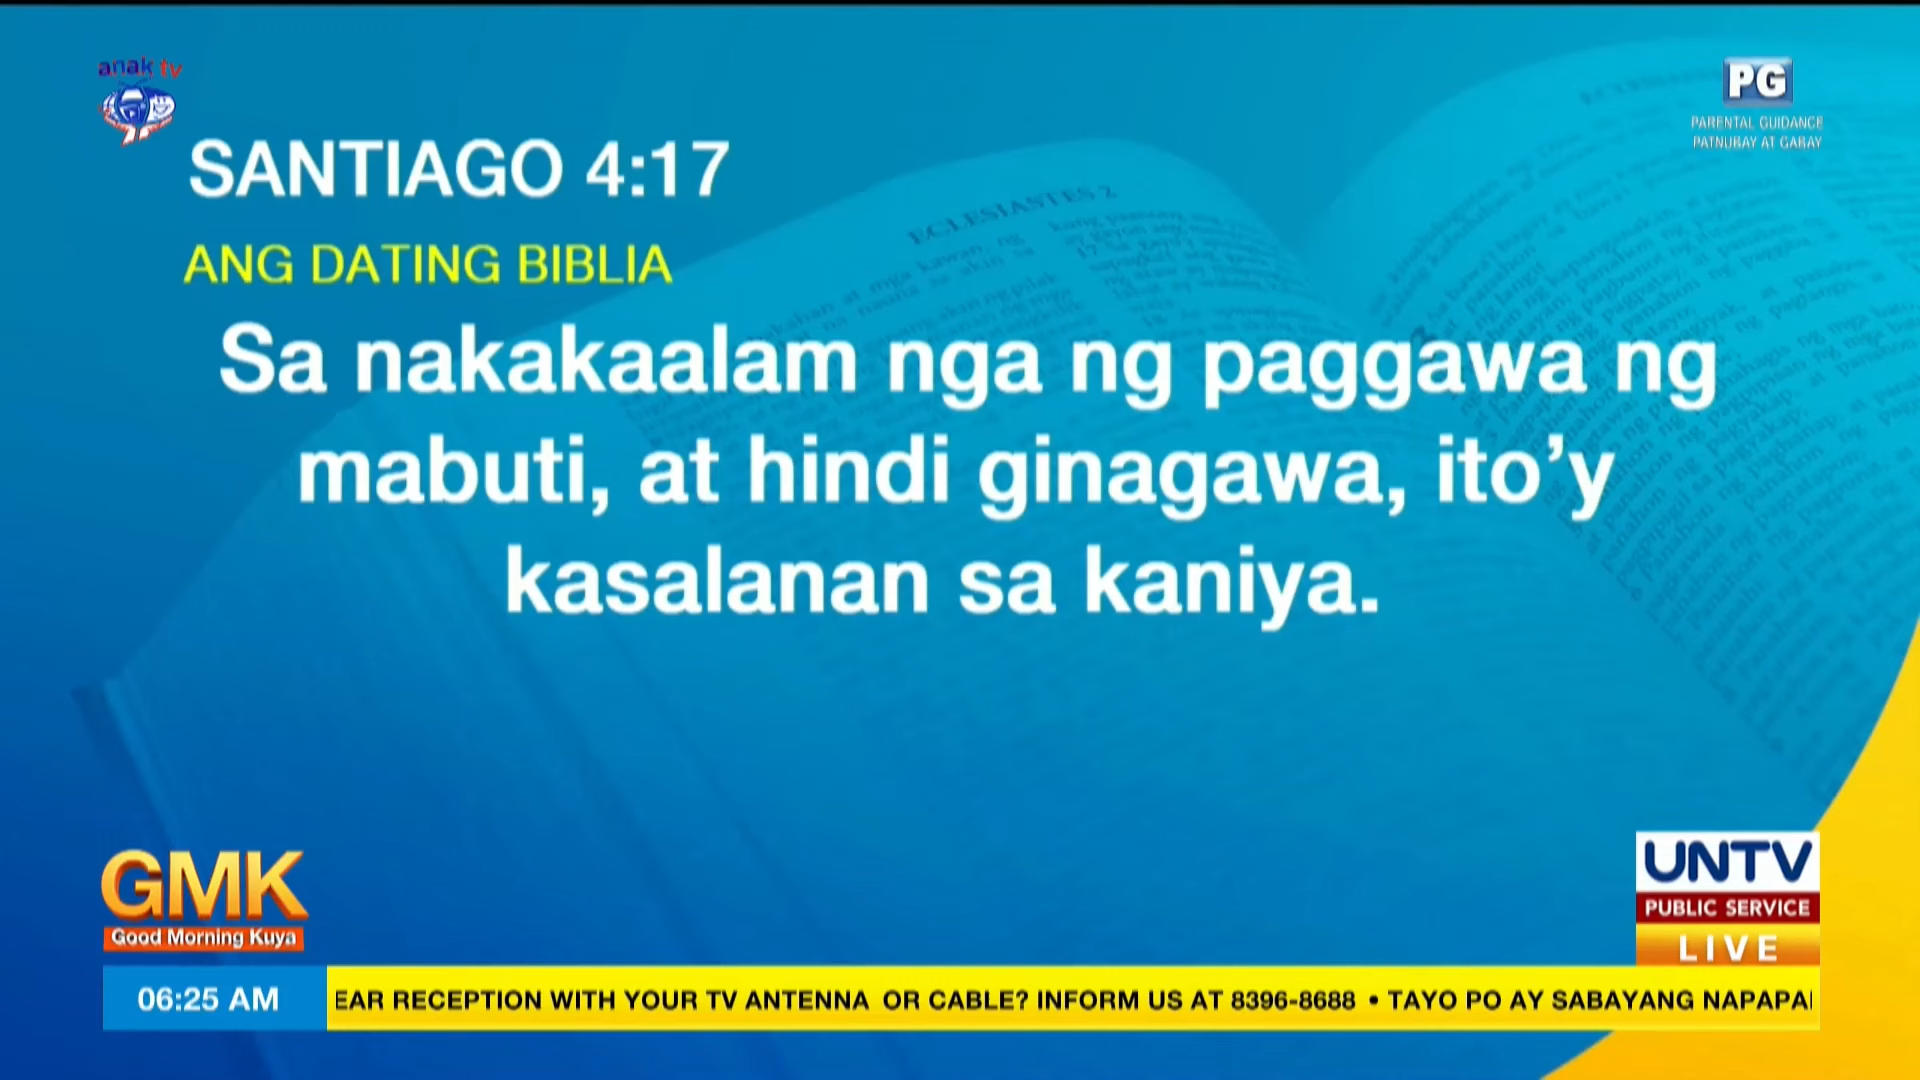 anak tv
PG
PARENTAL GUIDANCE
PATNUBAY AT GABAY
SANTIAGO 4:17
ANG DATING BIBLIA
ECLESIASTES 2
Sa nakakaalam nga ng paggawa ng
mabuti, at hindi ginagawa, ito’y
kasalanan sa kaniya.
GMK
Good Morning Kuya
UNTV
PUBLIC SERVICE
LIVE
06:25 AM
EAR RECEPTION WITH YOUR TV ANTENNA OR CABLE? INFORM US AT 8396-8688 • TAYO PO AY SABAYANG NAPAPA